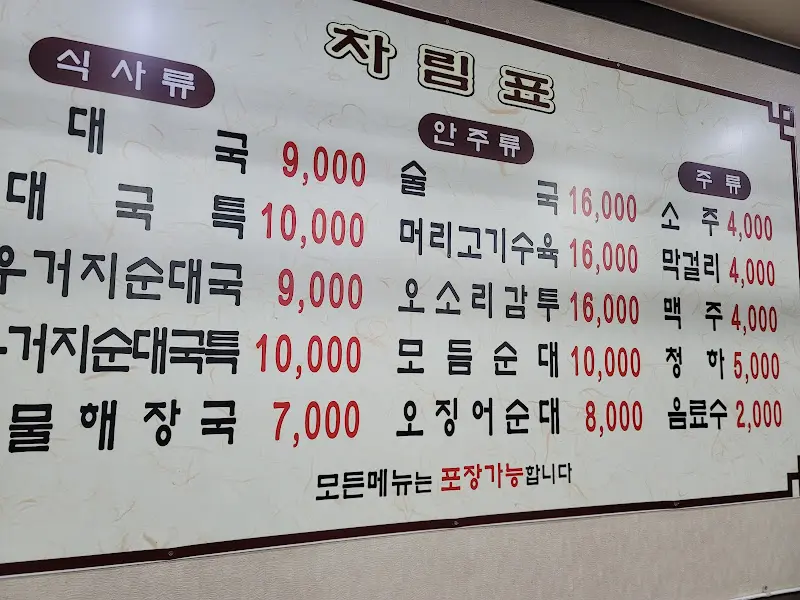 차림표
식사류
대국 9,000
대국특 10,000
우거지순대국 9,000
거지순대국특 10,000
물해장국 7,000
안주류
술국 16,000
머리고기수육 16,000
오소리감투 16,000
모듬순대 10,000
오징어순대 8,000
주류
소주 4,000
막걸리 4,000
맥주 4,000
청하 5,000
음료수 2,000
모든메뉴는 포장가능합니다